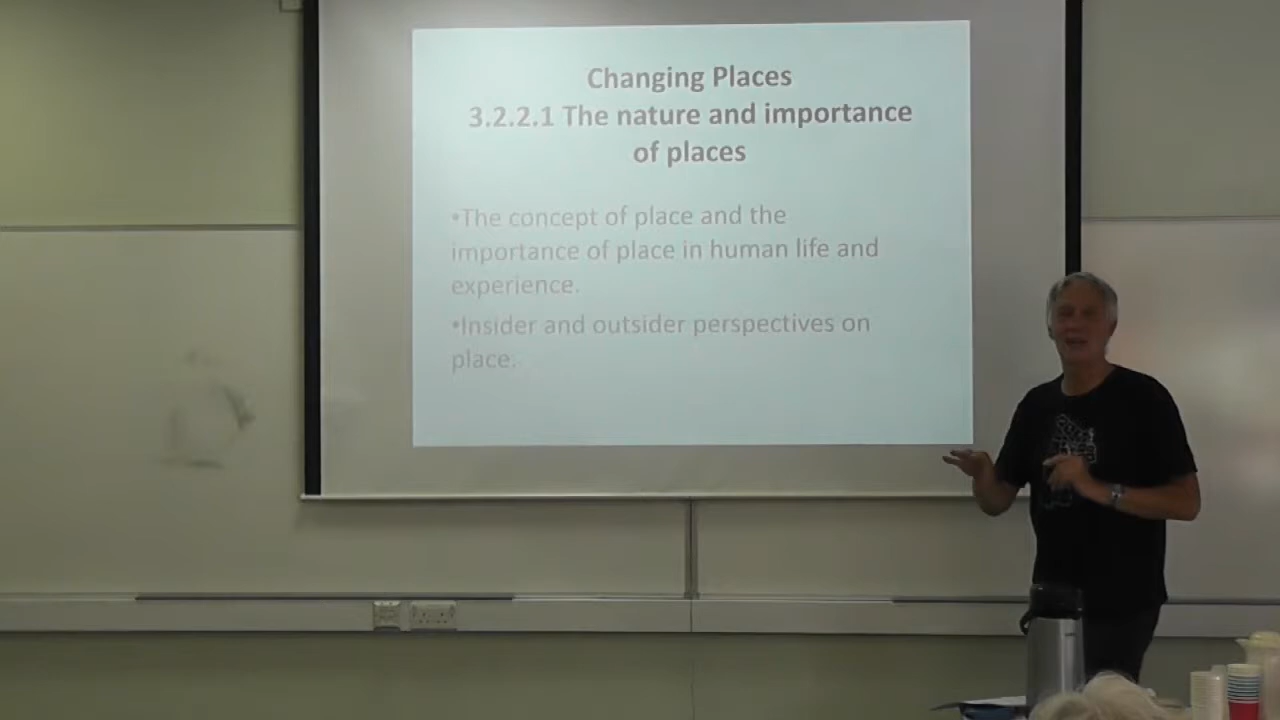 Changing Places
3.2.2.1 The nature and importance
of places
•The concept of place and the
importance of place in human life and
experience.
•Insider and outsider perspectives on
place.